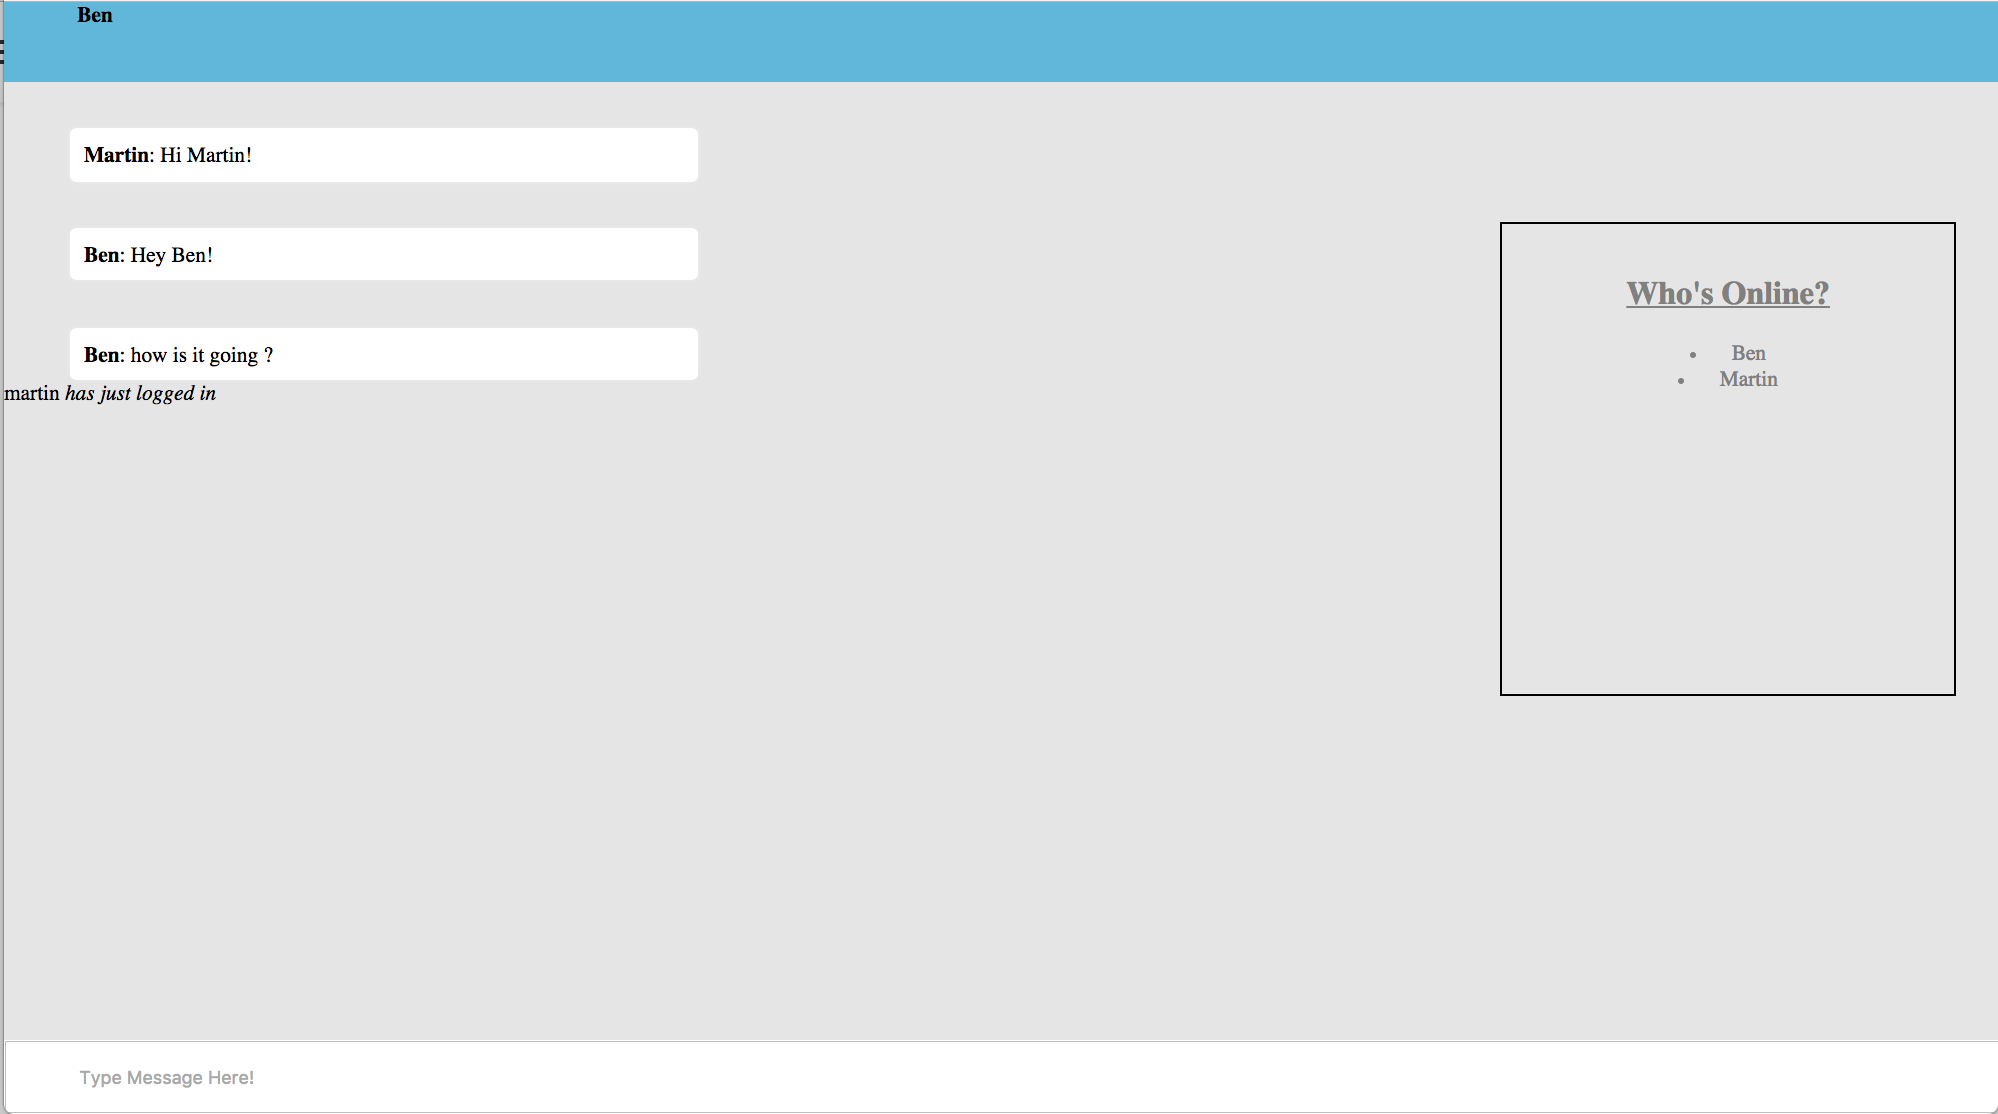 Ben
Martin: Hi Martin!
Ben: Hey Ben!
Ben: how is it going ?
martin has just logged in
Who's Online?
Ben
Martin
Type Message Here!